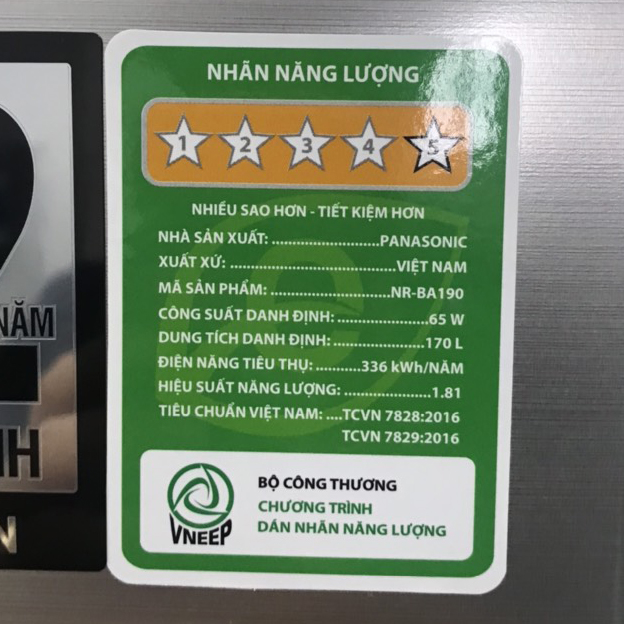 NHÃN NĂNG LƯỢNG
1 2 3 4 5
NHIỀU SAO HƠN - TIẾT KIỆM HƠN
NHÀ SẢN XUẤT: ..........................PANASONIC
XUẤT XỨ: ........................................VIỆT NAM
MÃ SẢN PHẨM: .............................NR-BA190
CÔNG SUẤT DANH ĐỊNH: ......................65 W
DUNG TÍCH DANH ĐỊNH: ......................170 L
ĐIỆN NĂNG TIÊU THỤ: ...........336 kWh/NĂM
HIỆU SUẤT NĂNG LƯỢNG: .....................1.81
TIÊU CHUẨN VIỆT NAM: ....TCVN 7828:2016
TCVN 7829:2016
VNEEP
BỘ CÔNG THƯƠNG
CHƯƠNG TRÌNH
DÁN NHÃN NĂNG LƯỢNG
2
NĂM